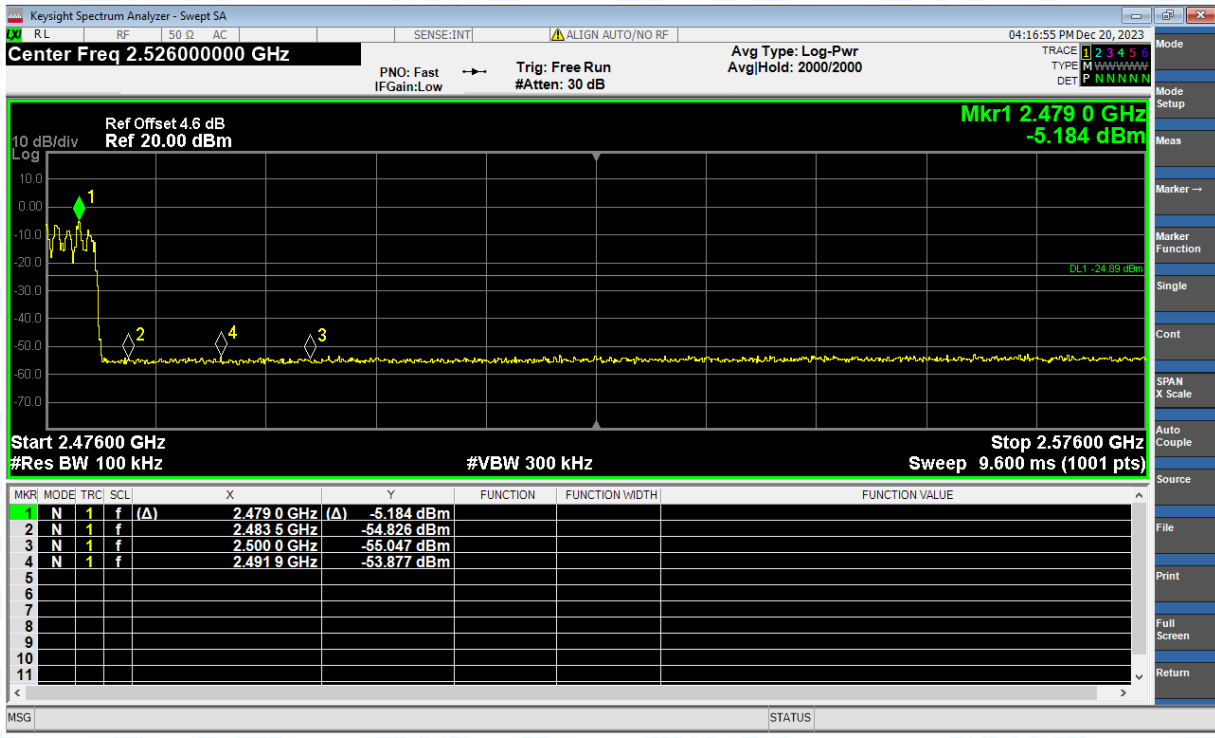 Keysight Spectrum Analyzer - Swept SA
LXI RL RF 50 Ω AC SENSE:INT ALIGN AUTO/NO RF 04:16:55 PM Dec 20, 2023
Center Freq 2.526000000 GHz
PNO: Fast
IFGain:Low
Trig: Free Run
#Atten: 30 dB
Avg Type: Log-Pwr
Avg|Hold: 2000/2000
TRACE 1 2 3 4 5 6
TYPE M WWWWW
DET P N N N N N
Ref Offset 4.6 dB
10 dB/div Ref 20.00 dBm
Log
Mkr1 2.479 0 GHz
-5.184 dBm
10.0
0.00
-10.0
-20.0
-30.0
-40.0
-50.0
-60.0
-70.0
1
2
4
3
DL1 -24.89 dBm
Start 2.47600 GHz Stop 2.57600 GHz
#Res BW 100 kHz #VBW 300 kHz Sweep 9.600 ms (1001 pts)
MKR MODE TRC SCL X Y FUNCTION FUNCTION WIDTH FUNCTION VALUE
1 N 1 f (Δ) 2.479 0 GHz (Δ) -5.184 dBm
2 N 1 f 2.483 5 GHz -54.826 dBm
3 N 1 f 2.500 0 GHz -55.047 dBm
4 N 1 f 2.491 9 GHz -53.877 dBm
5
6
7
8
9
10
11
MSG STATUS
Mode
Mode
Setup
Meas
Marker →
Marker
Function
Single
Cont
SPAN
X Scale
Auto
Couple
Source
File
Print
Full
Screen
Return